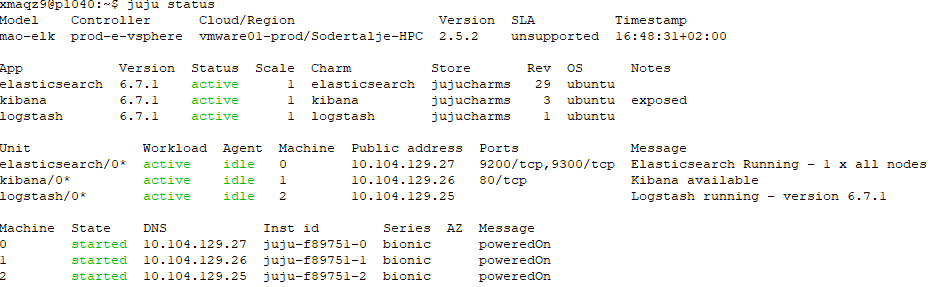 xmaqz9@pl040:~$ juju status
Model    Controller      Cloud/Region                  Version  SLA          Timestamp
mao-elk  prod-e-vsphere  vmware01-prod/Sodertalje-HPC  2.5.2    unsupported  16:48:31+02:00
App            Version  Status  Scale  Charm          Store       Rev  OS      Notes
elasticsearch  6.7.1    active      1  elasticsearch  jujucharms   29  ubuntu
kibana         6.7.1    active      1  kibana         jujucharms    3  ubuntu  exposed
logstash       6.7.1    active      1  logstash       jujucharms    1  ubuntu
Unit              Workload  Agent  Machine  Public address  Ports              Message
elasticsearch/0*  active    idle   0        10.104.129.27   9200/tcp,9300/tcp  Elasticsearch Running - 1 x all nodes
kibana/0*         active    idle   1        10.104.129.26   80/tcp             Kibana available
logstash/0*       active    idle   2        10.104.129.25                      Logstash running - version 6.7.1
Machine  State    DNS            Inst id        Series  AZ  Message
0        started  10.104.129.27  juju-f89751-0  bionic      poweredOn
1        started  10.104.129.26  juju-f89751-1  bionic      poweredOn
2        started  10.104.129.25  juju-f89751-2  bionic      poweredOn